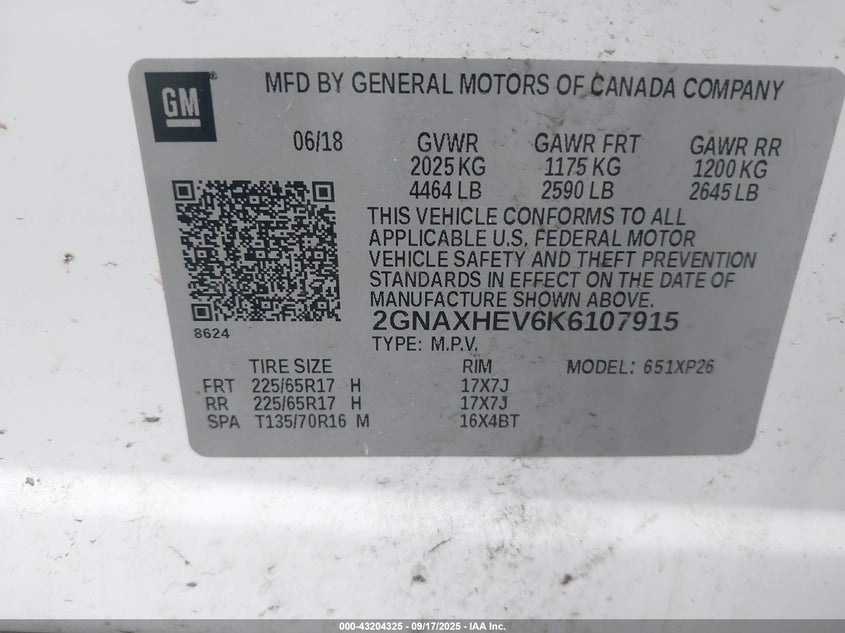 MFD BY GENERAL MOTORS OF CANADA COMPANY
GM
06/18 GVWR GAWR FRT GAWR RR
2025 KG 1175 KG 1200 KG
4464 LB 2590 LB 2645 LB
THIS VEHICLE CONFORMS TO ALL
APPLICABLE U.S. FEDERAL MOTOR
VEHICLE SAFETY AND THEFT PREVENTION
STANDARDS IN EFFECT ON THE DATE OF
MANUFACTURE SHOWN ABOVE.
8624
2GNAXHEV6K6107915
TYPE: M.P.V.
TIRE SIZE RIM MODEL: 651XP26
FRT 225/65R17 H 17X7J
RR 225/65R17 H 17X7J
SPA T135/70R16 M 16X4BT
000-43204325 - 09/17/2025 - IAA Inc.